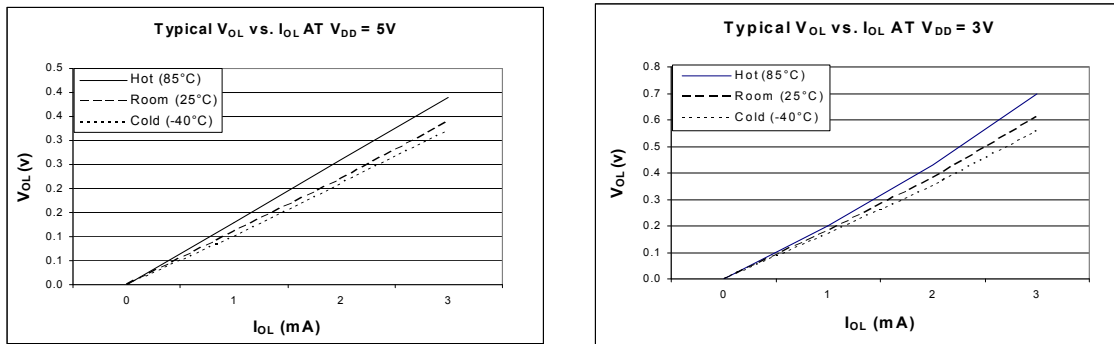 Typical VOL vs. IOL AT VDD = 5V
VOL (v)
0.5
0.4
0.4
0.3
0.3
0.2
0.2
0.1
0.1
0.0
Hot (85°C)
Room (25°C)
Cold (-40°C)
0 1 2 3
IOL (mA)
Typical VOL vs. IOL AT VDD = 3V
VOL (v)
0.8
0.7
0.6
0.5
0.4
0.3
0.2
0.1
0.0
Hot (85°C)
Room (25°C)
Cold (-40°C)
0 1 2 3
IOL (mA)